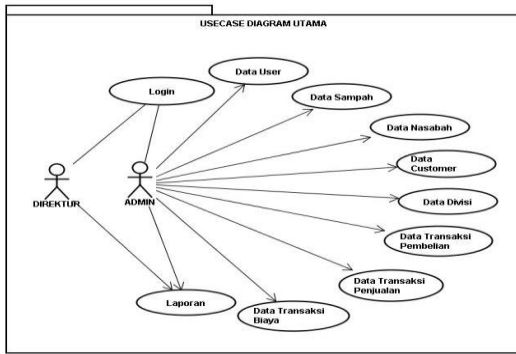 USECASE DIAGRAM UTAMA
Data User
Login
Data Sampah
Data Nasabah
Data
Customer
DIREKTUR
ADMIN
Data Divisi
Data Transaksi
Pembelian
Data Transaksi
Penjualan
Laporan
Data Transaksi
Biaya